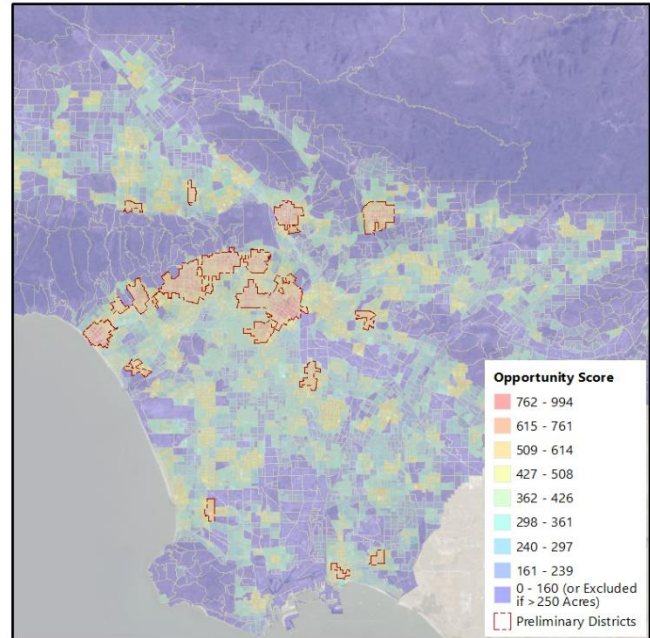 Opportunity Score
762 - 994
615 - 761
509 - 614
427 - 508
362 - 426
298 - 361
240 - 297
161 - 239
0 - 160 (or Excluded
if > 250 Acres)
Preliminary Districts